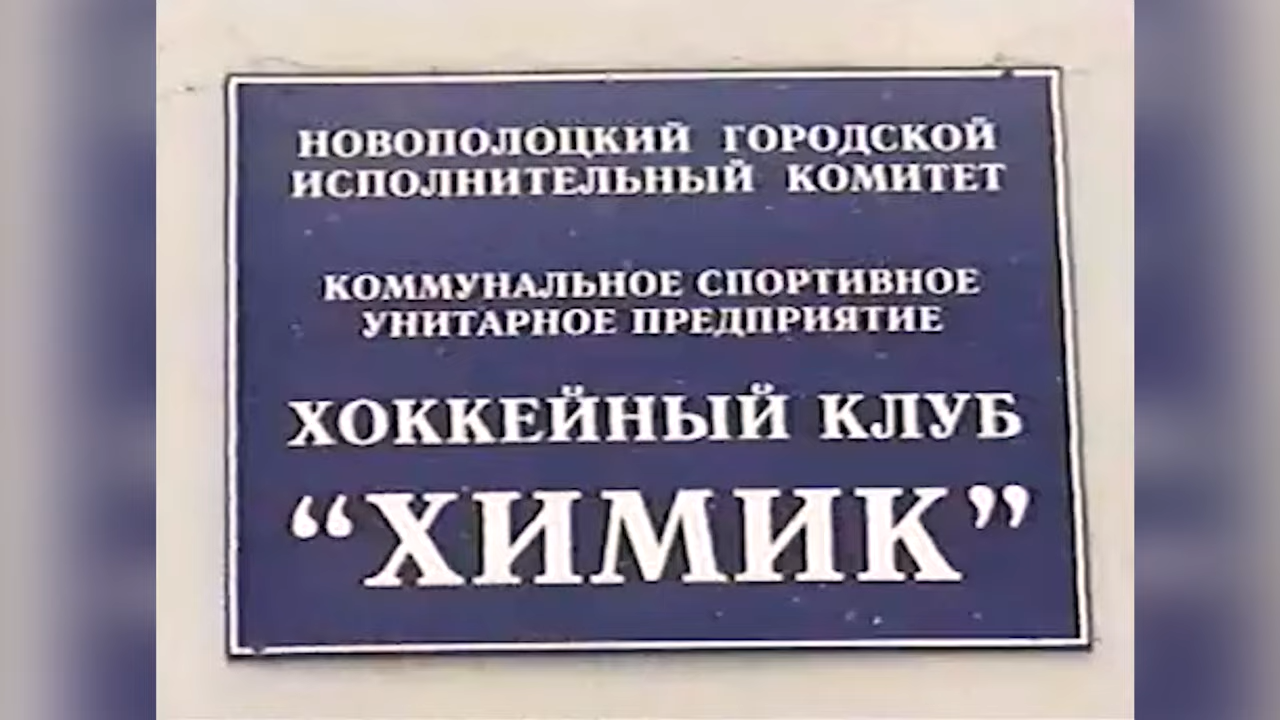 НОВОПОЛОЦКИЙ ГОРОДСКОЙ
ИСПОЛНИТЕЛЬНЫЙ КОМИТЕТ
КОММУНАЛЬНОЕ СПОРТИВНОЕ
УНИТАРНОЕ ПРЕДПРИЯТИЕ
ХОККЕЙНЫЙ КЛУБ
“ХИМИК”